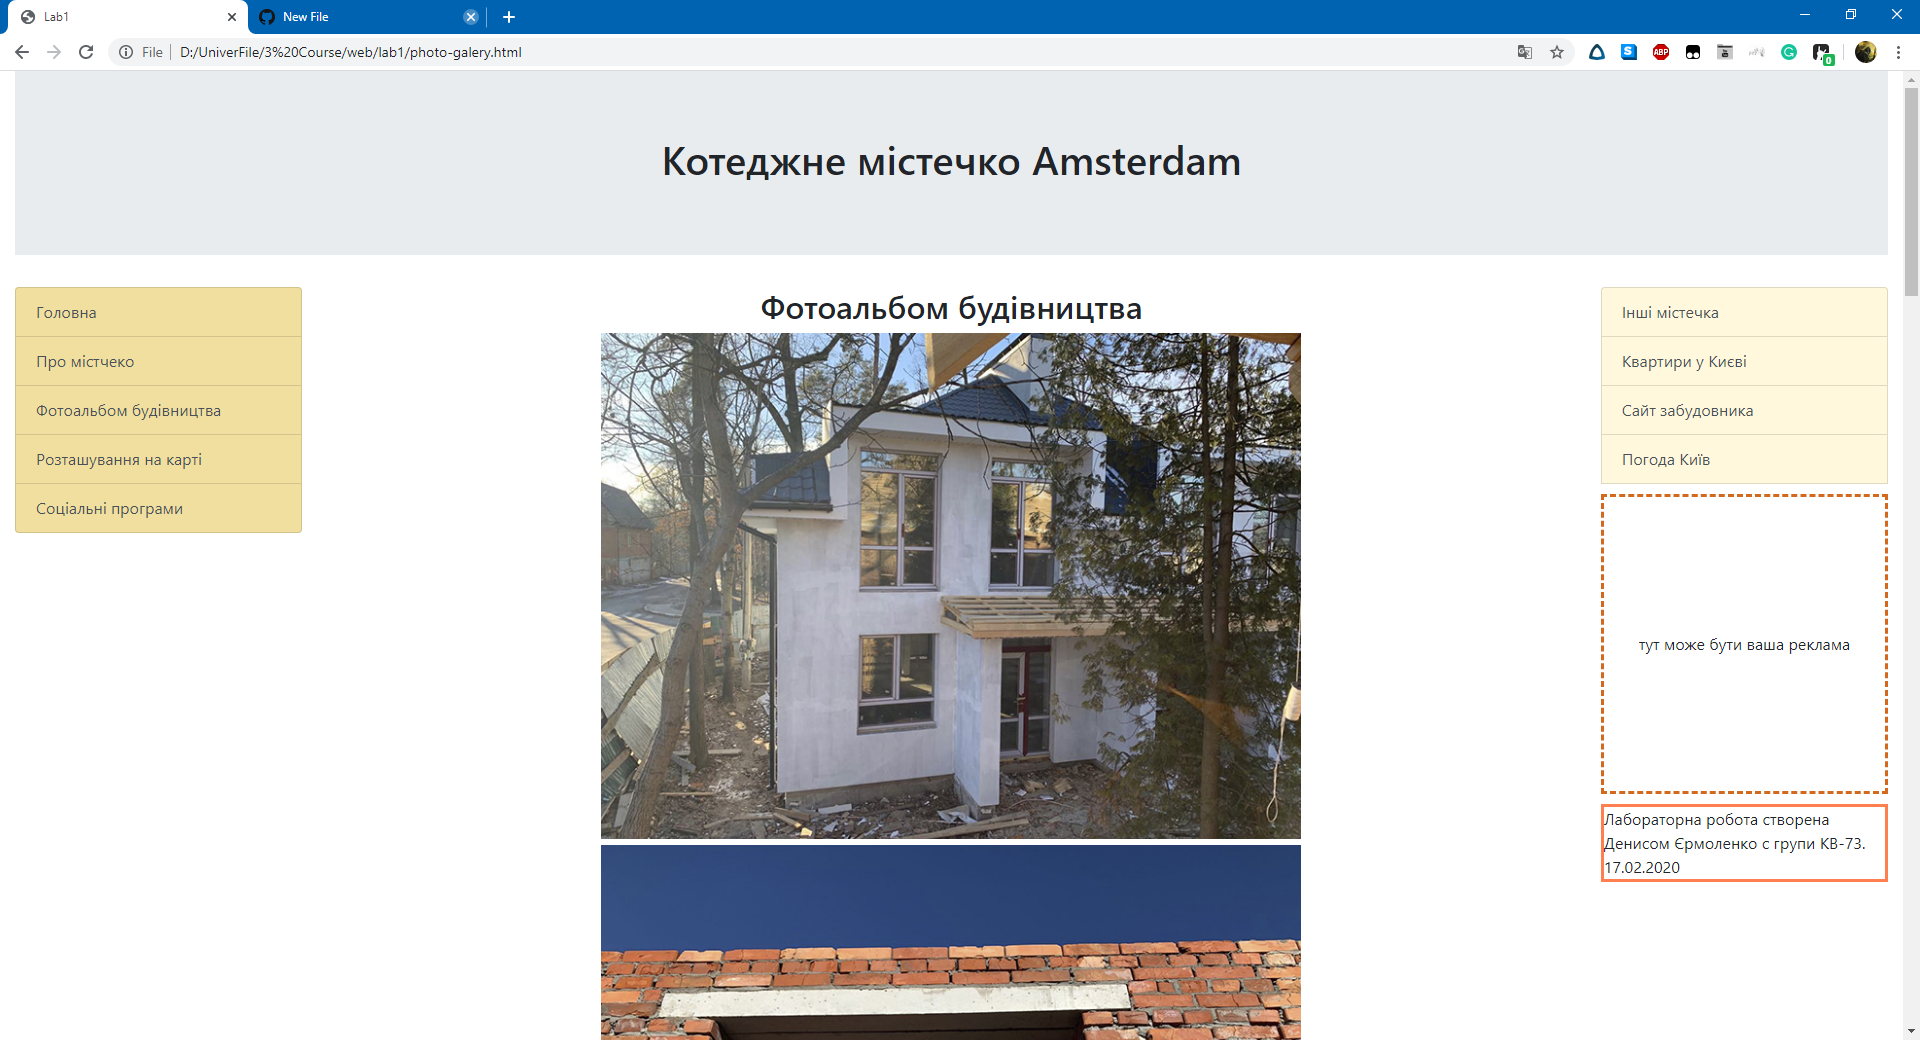 Lab1
New File
File
D:/UniverFile/3%20Course/web/lab1/photo-galery.html
S
ABP
G
0
Котеджне містечко Amsterdam
Головна
Про містчеко
Фотоальбом будівництва
Розташування на карті
Соціальні програми
Фотоальбом будівництва
Інші містечка
Квартири у Києві
Сайт забудовника
Погода Київ
тут може бути ваша реклама
Лабораторна робота створена
Денисом Єрмоленко с групи КВ-73.
17.02.2020